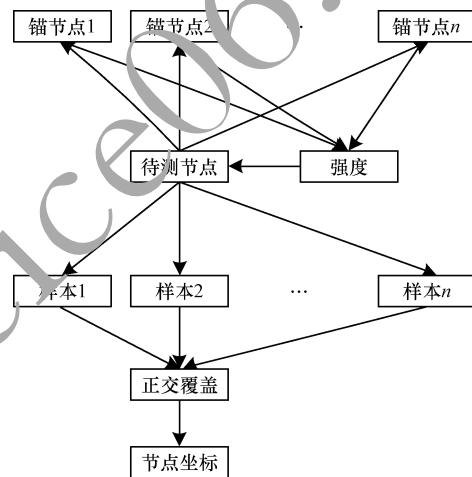 锚节点1 锚节点2 … 锚节点n
待测节点 强度
样本1 样本2 … 样本n
正交覆盖
节点坐标